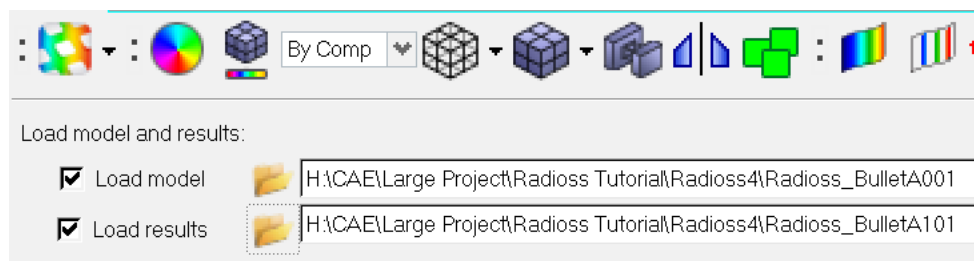 By Comp
Load model and results:
Load model H:\CAE\Large Project\Radioss Tutorial\Radioss4\Radioss_BulletA001
Load results H:\CAE\Large Project\Radioss Tutorial\Radioss4\Radioss_BulletA101